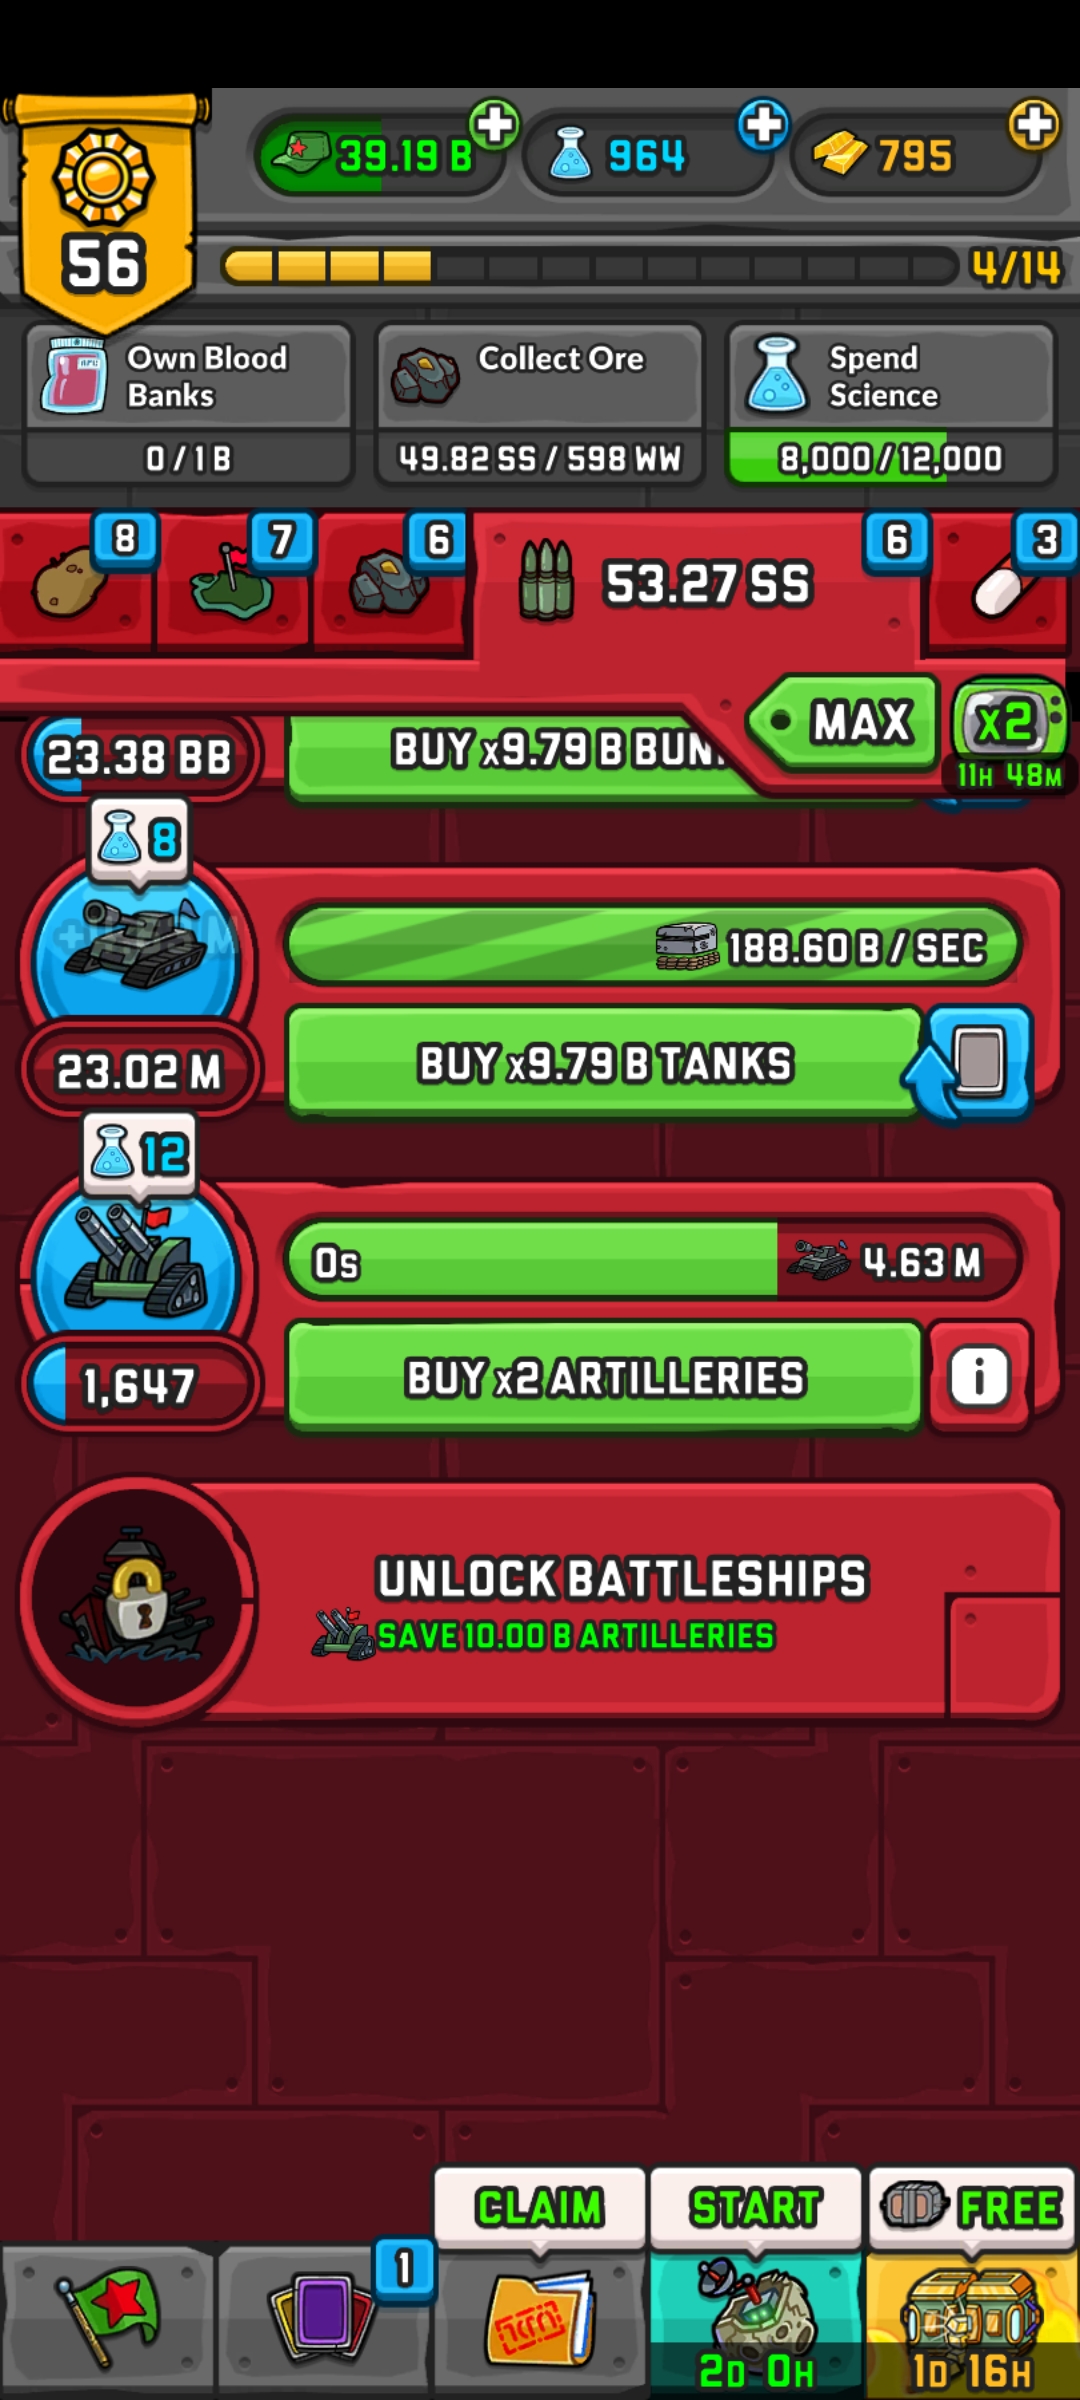 39.19 B
964
795
56
4/14
Own Blood
Banks
0 / 1 B
Collect Ore
49.82 SS / 598 WW
Spend
Science
8,000 / 12,000
8
7
6
53.27 SS
6
3
MAX
x2
11H 48M
23.38 BB
BUY x9.79 B BUN
8
188.60 B / SEC
23.02 M
BUY x9.79 B TANKS
12
0s
4.63 M
1,647
BUY x2 ARTILLERIES
i
UNLOCK BATTLESHIPS
SAVE 10.00 B ARTILLERIES
CLAIM
START
FREE
1
2D 0H
1D 16H